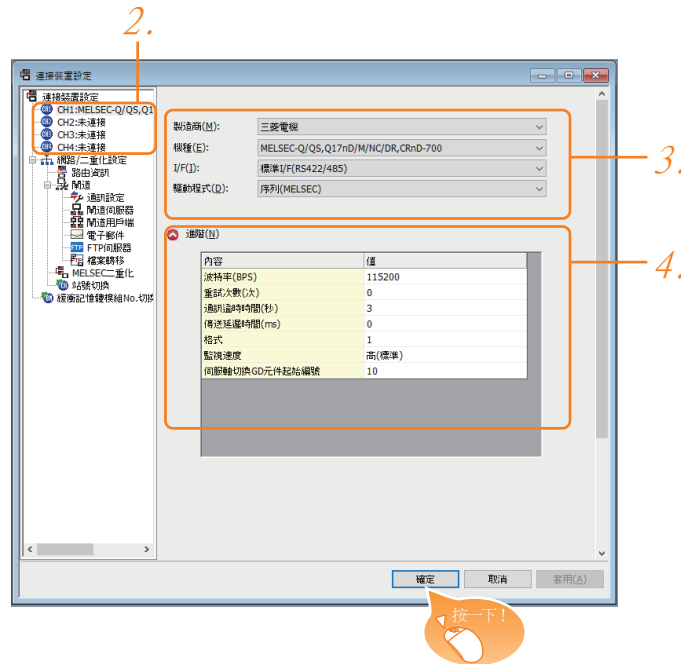 2.
連接裝置設定
連接裝置設定
CH1:MELSEC-Q/QS,Q1
CH2:未連接
CH3:未連接
CH4:未連接
網路/二重化設定
路由資訊
閘道
通訊設定
閘道伺服器
閘道用戶端
電子郵件
FTP伺服器
檔案轉移
MELSEC二重化
站號切換
緩衝記憶體模組No.切換
製造商(M): 三菱電機
機種(E): MELSEC-Q/QS,Q17nD/M/NC/DR,CRnD-700
I/F(I): 標準I/F(RS422/485)
驅動程式(D): 序列(MELSEC)
3.
進階(N)
內容 值
波特率(BPS) 115200
重試次數(次) 0
通訊逾時時間(秒) 3
傳送延遲時間(ms) 0
格式 1
監視速度 高(標準)
伺服軸切換GD元件起始編號 10
4.
確定 取消 套用(A)
按一下!